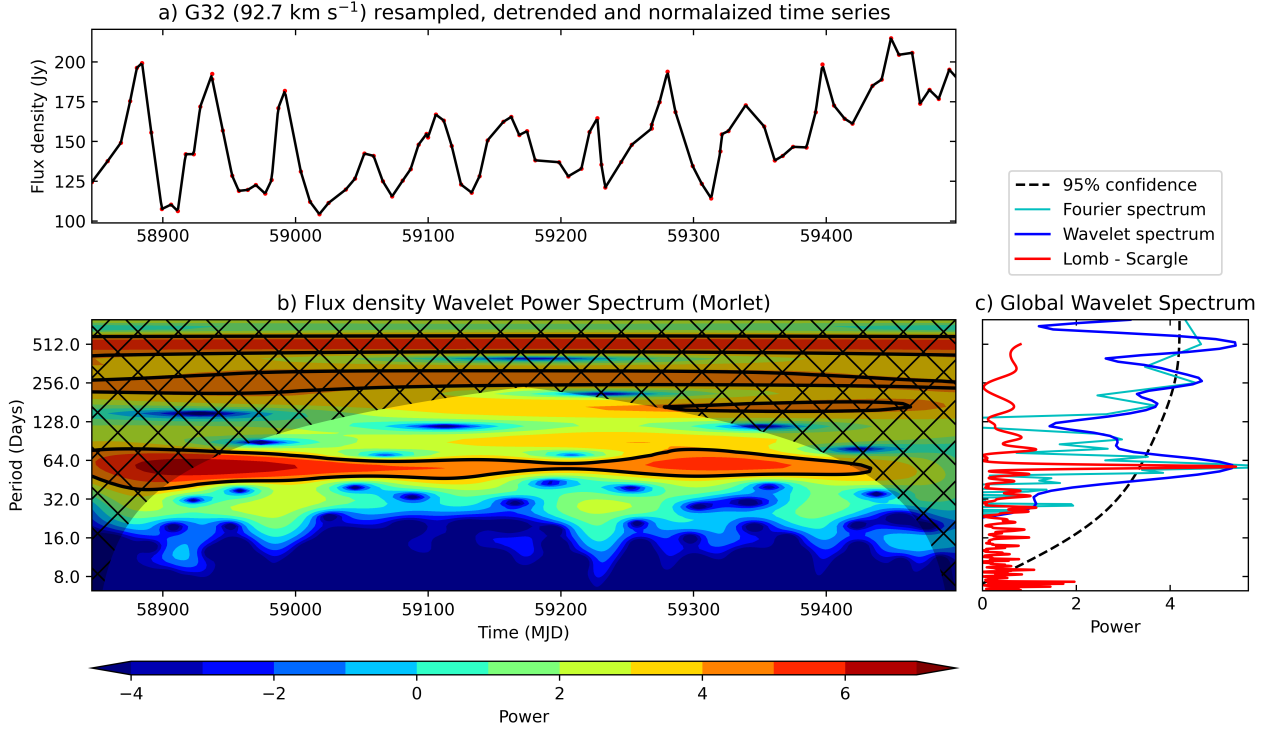 a) G32 (92.7 km s⁻¹) resampled, detrended and normalaized time series
Flux density (Jy)
200
175
150
125
100
58900 59000 59100 59200 59300 59400
95% confidence
Fourier spectrum
Wavelet spectrum
Lomb - Scargle
b) Flux density Wavelet Power Spectrum (Morlet)
Period (Days)
512.0
256.0
128.0
64.0
32.0
16.0
8.0
58900 59000 59100 59200 59300 59400
Time (MJD)
c) Global Wavelet Spectrum
0 2 4
Power
−4 −2 0 2 4 6
Power